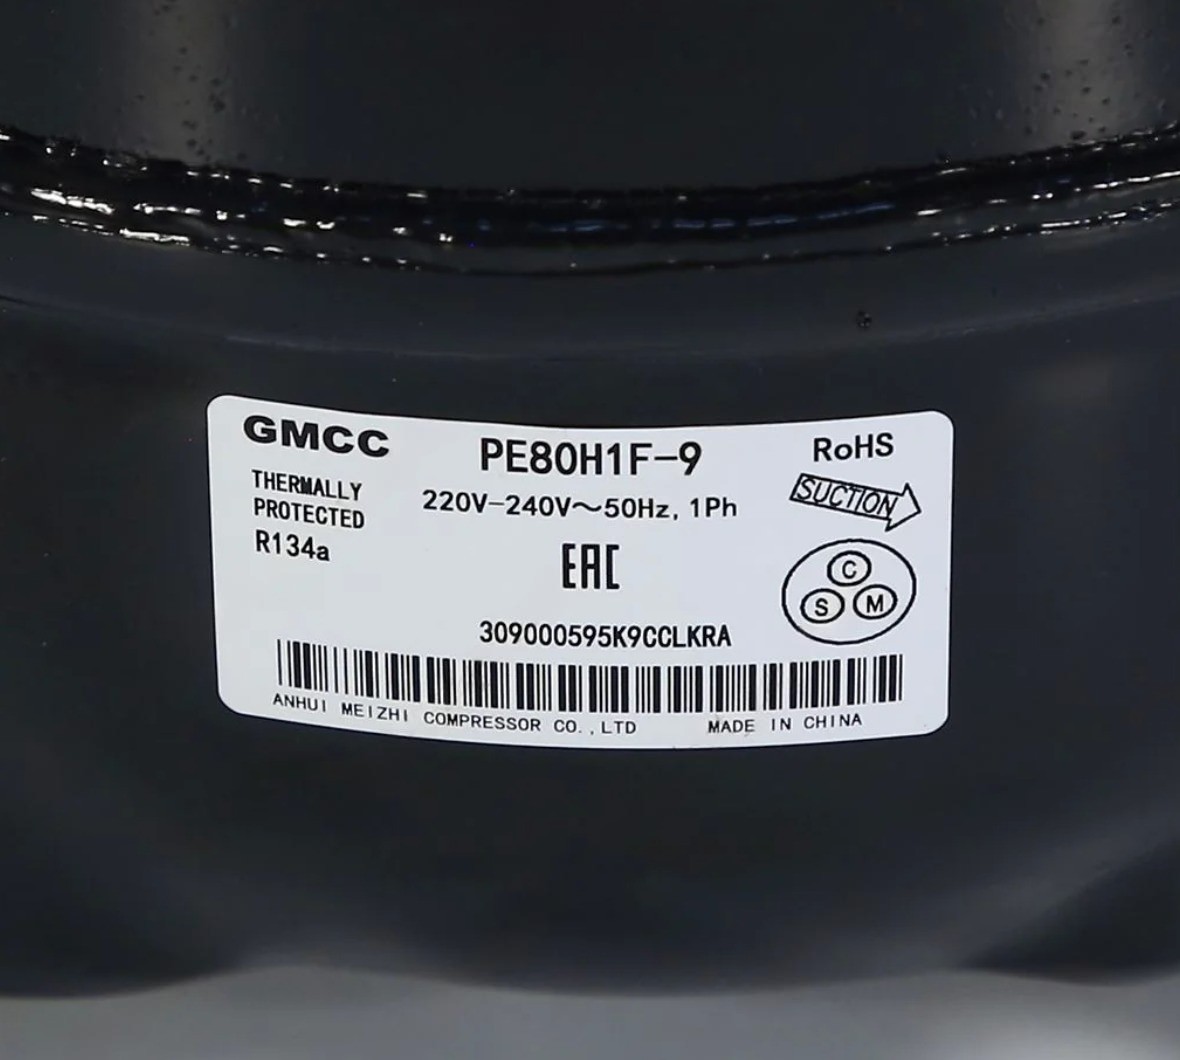 GMCC
PE80H1F-9
RoHS
THERMALLY
PROTECTED
R134a
220V-240V~50Hz, 1Ph
SUCTION
EAC
C
S M
309000595K9CCLKRA
ANHUI MEIZHI COMPRESSOR CO.,LTD MADE IN CHINA